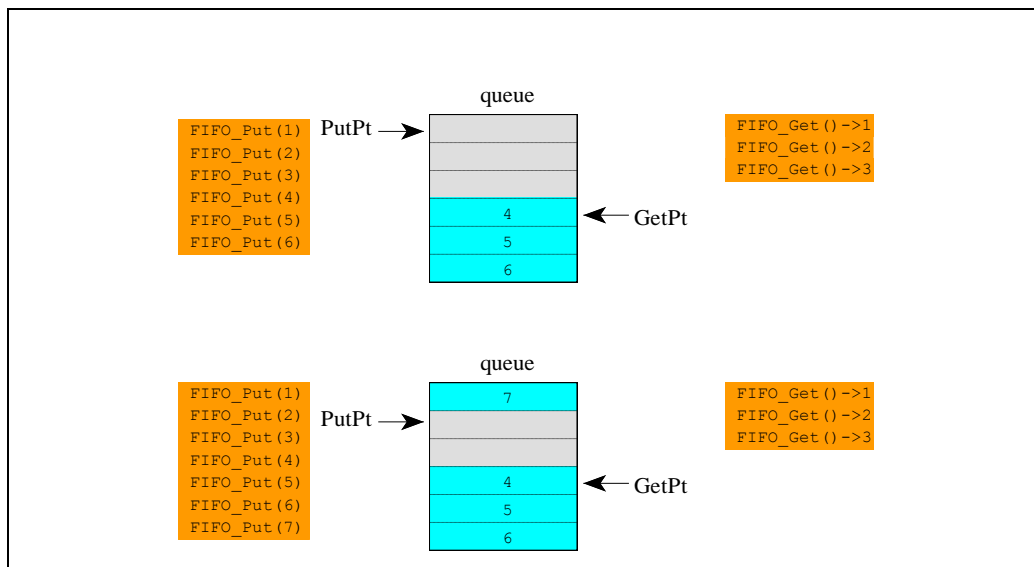 queue
FIFO_Put(1)
FIFO_Put(2)
FIFO_Put(3)
FIFO_Put(4)
FIFO_Put(5)
FIFO_Put(6)
PutPt
4
5
6
GetPt
FIFO_Get()->1
FIFO_Get()->2
FIFO_Get()->3
queue
FIFO_Put(1)
FIFO_Put(2)
FIFO_Put(3)
FIFO_Put(4)
FIFO_Put(5)
FIFO_Put(6)
FIFO_Put(7)
PutPt
7
4
5
6
GetPt
FIFO_Get()->1
FIFO_Get()->2
FIFO_Get()->3